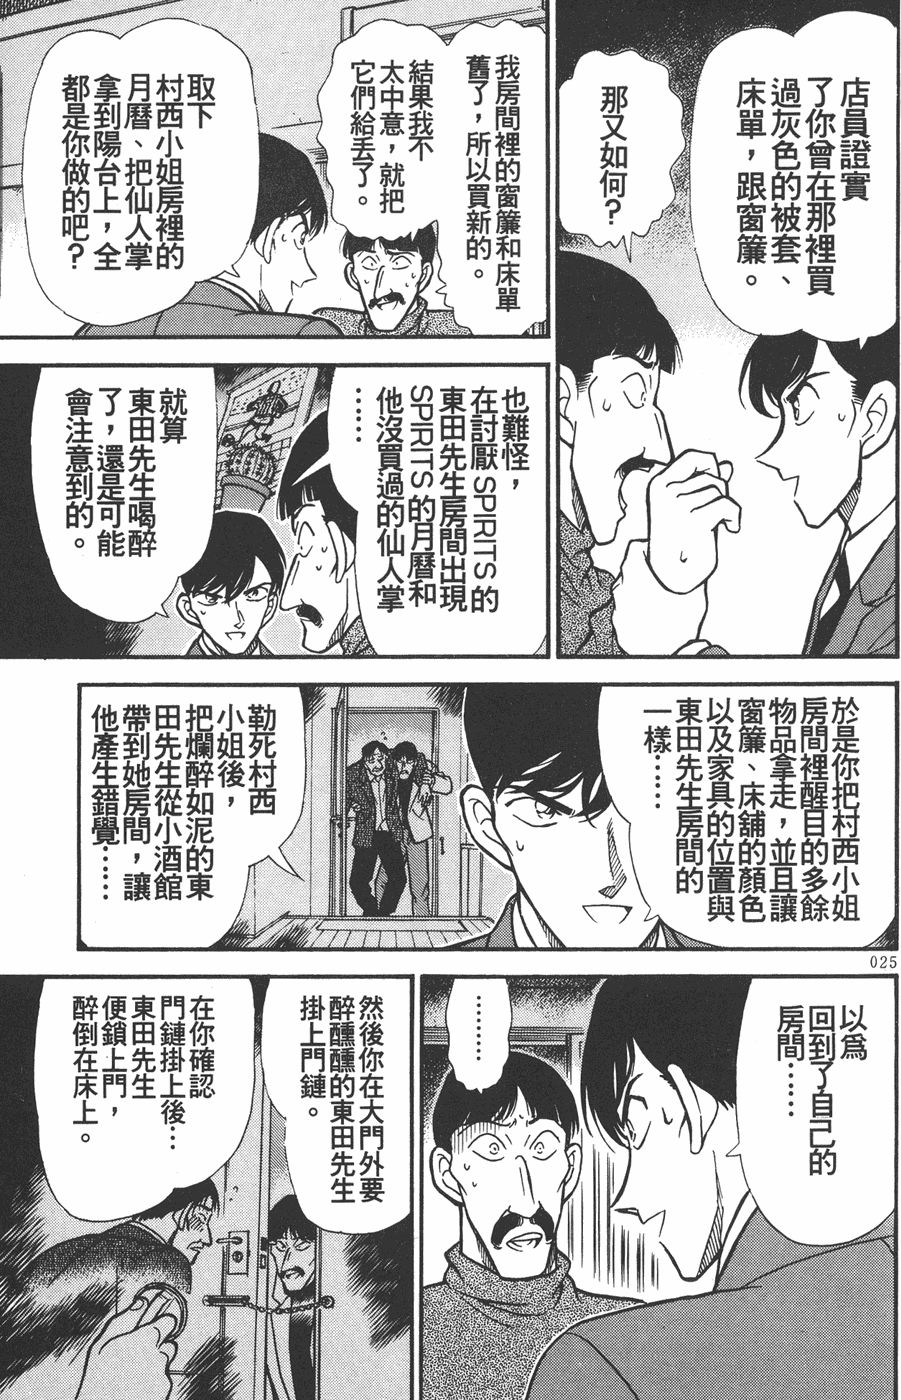 店員證實
了你曾在那裡買
過灰色的被套、
床單，跟窗簾。
那又如何？
我房間裡的窗簾和床單
舊了，所以買新的。
結果我不
太中意，就把
它們給丟了。
取下
村西小姐房裡的
月曆、把仙人掌
拿到陽台上，全
都是你做的吧？
也難怪，
在討厭SPIRITS的
東田先生房間出現
SPIRITS的月曆和
他沒買過的仙人掌
……
就算
東田先生喝醉
了，還是可能
會注意到的。
於是你把村西小姐
房間裡醒目的多餘
物品拿走，並且讓
窗簾、床舖的顏色
以及家具的位置與
東田先生房間的
一樣……
勒死村西
小姐後，
把爛醉如泥的東
田先生從小酒館
帶到她房間，讓
他產生錯覺……
025
以為
回到了自己的
房間……
……
然後你在大門外要
醉醺醺的東田先生
掛上門鏈。
在你確認
門鏈掛上後…
東田先生
便鎖上門，
醉倒在床上。